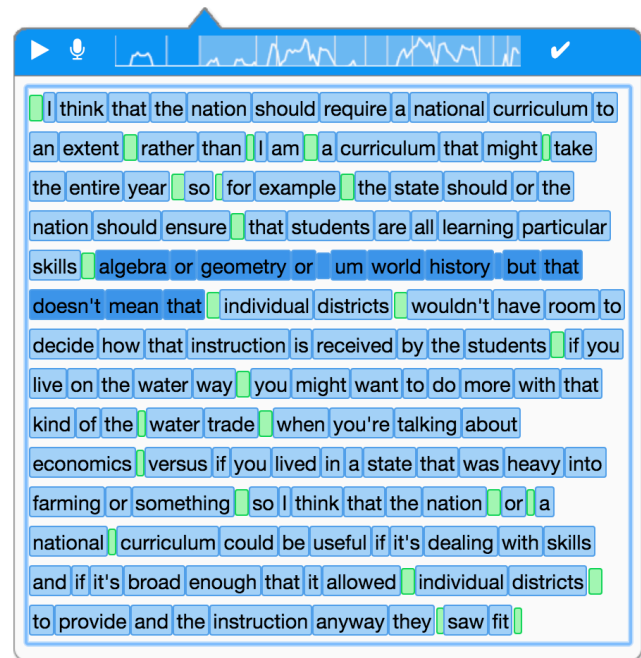 I think that the nation should require a national curriculum to
an extent rather than I am a curriculum that might take
the entire year so for example the state should or the
nation should ensure that students are all learning particular
skills algebra or geometry or um world history but that
doesn't mean that individual districts wouldn't have room to
decide how that instruction is received by the students if you
live on the water way you might want to do more with that
kind of the water trade when you're talking about
economics versus if you lived in a state that was heavy into
farming or something so I think that the nation or a
national curriculum could be useful if it's dealing with skills
and if it's broad enough that it allowed individual districts
to provide and the instruction anyway they saw fit